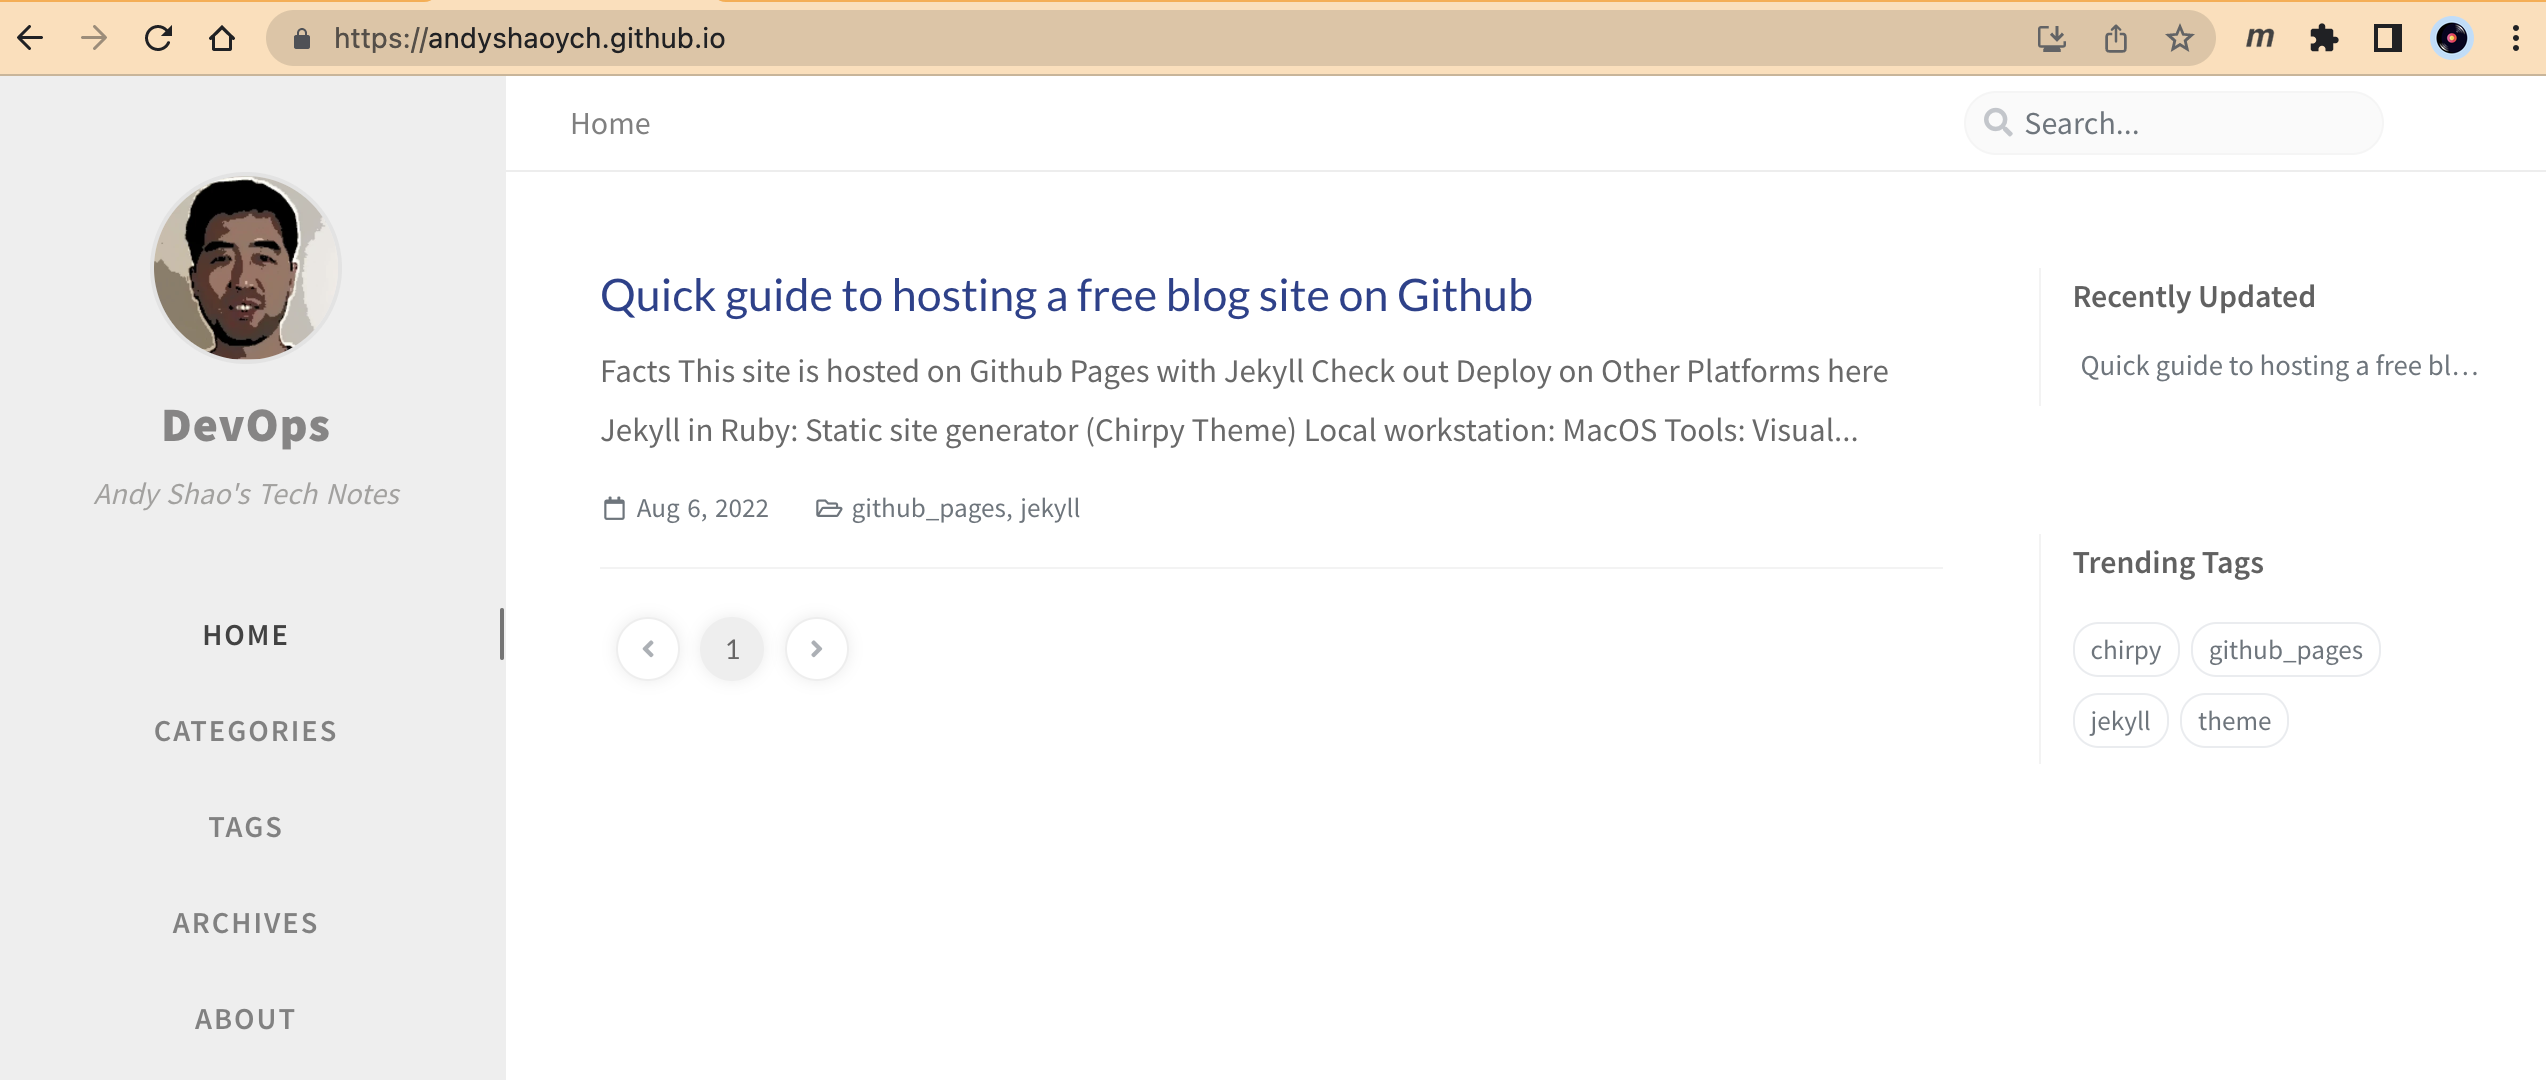 https://andyshaoych.github.io
m
DevOps
Andy Shao's Tech Notes
HOME
CATEGORIES
TAGS
ARCHIVES
ABOUT
Home
Search...
Quick guide to hosting a free blog site on Github
Facts This site is hosted on Github Pages with Jekyll Check out Deploy on Other Platforms here
Jekyll in Ruby: Static site generator (Chirpy Theme) Local workstation: MacOS Tools: Visual...
Aug 6, 2022 github_pages, jekyll
1
Recently Updated
Quick guide to hosting a free bl...
Trending Tags
chirpy github_pages
jekyll theme